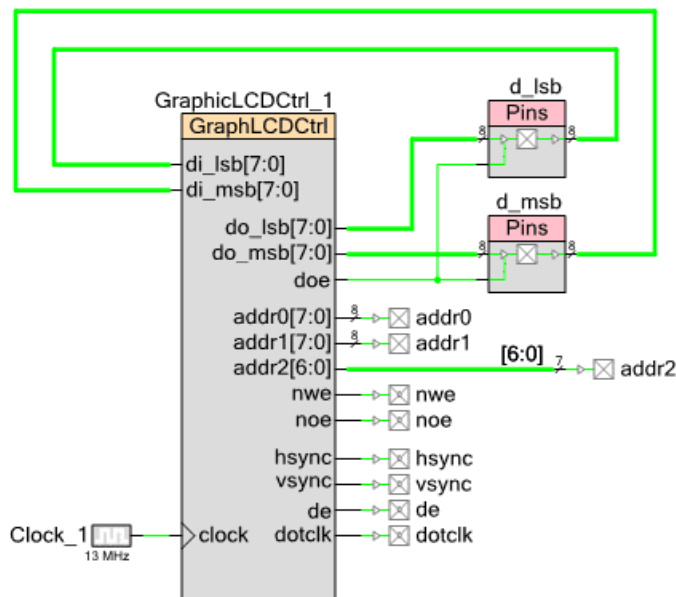 d_lsb
GraphicLCDCtrl_1
Pins
GraphLCDCtrl
8
8
di_lsb[7:0]
di_msb[7:0]
d_msb
do_lsb[7:0]
Pins
do_msb[7:0]
8
8
doe
addr0[7:0]
8
addr0
addr1[7:0]
8
addr1
[6:0]
addr2[6:0]
7
addr2
nwe
nwe
noe
noe
hsync
hsync
vsync
vsync
de
de
Clock_1
clock
dotclk
dotclk
13 MHz